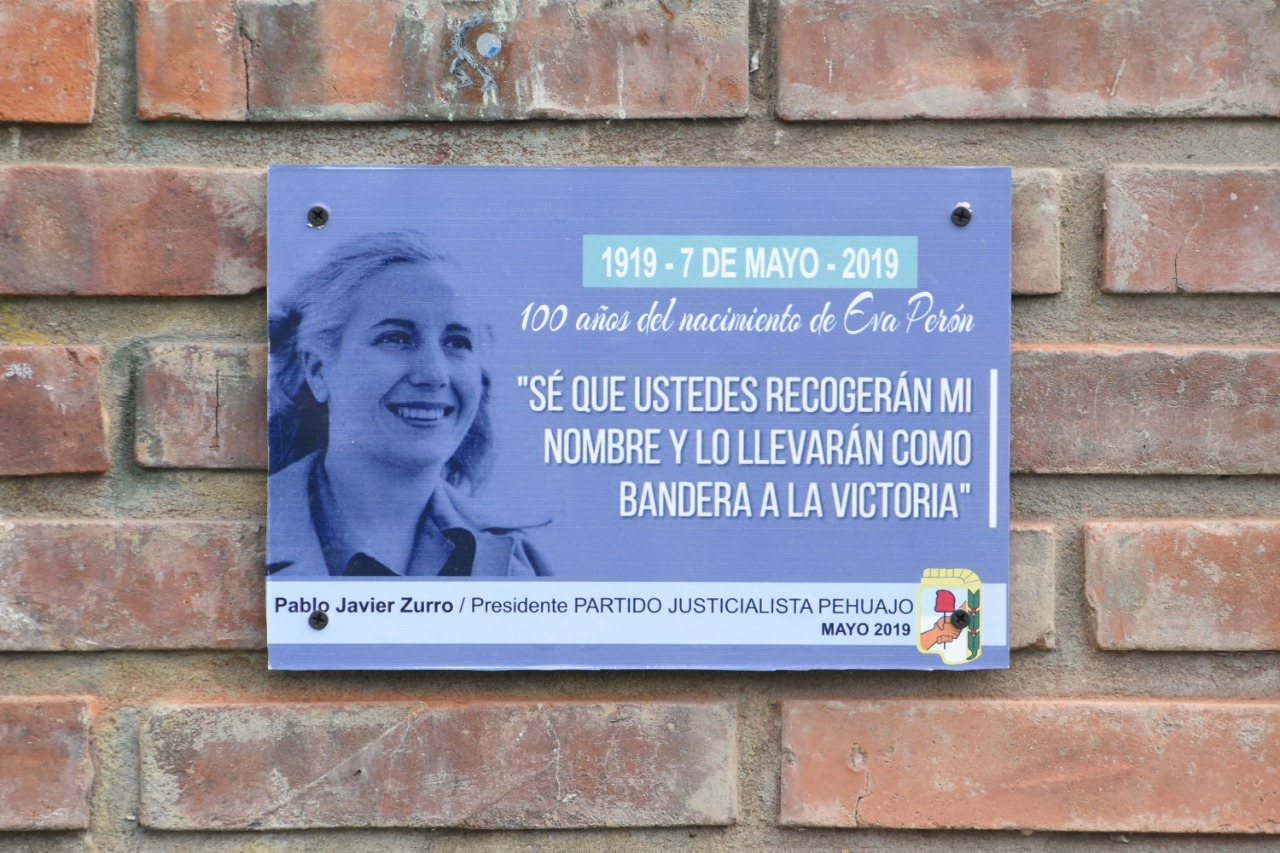 1919 - 7 DE MAYO - 2019
100 años del nacimiento de Eva Perón
"SÉ QUE USTEDES RECOGERÁN MI
NOMBRE Y LO LLEVARÁN COMO
BANDERA A LA VICTORIA"
Pablo Javier Zurro / Presidente PARTIDO JUSTICIALISTA PEHUAJO
MAYO 2019